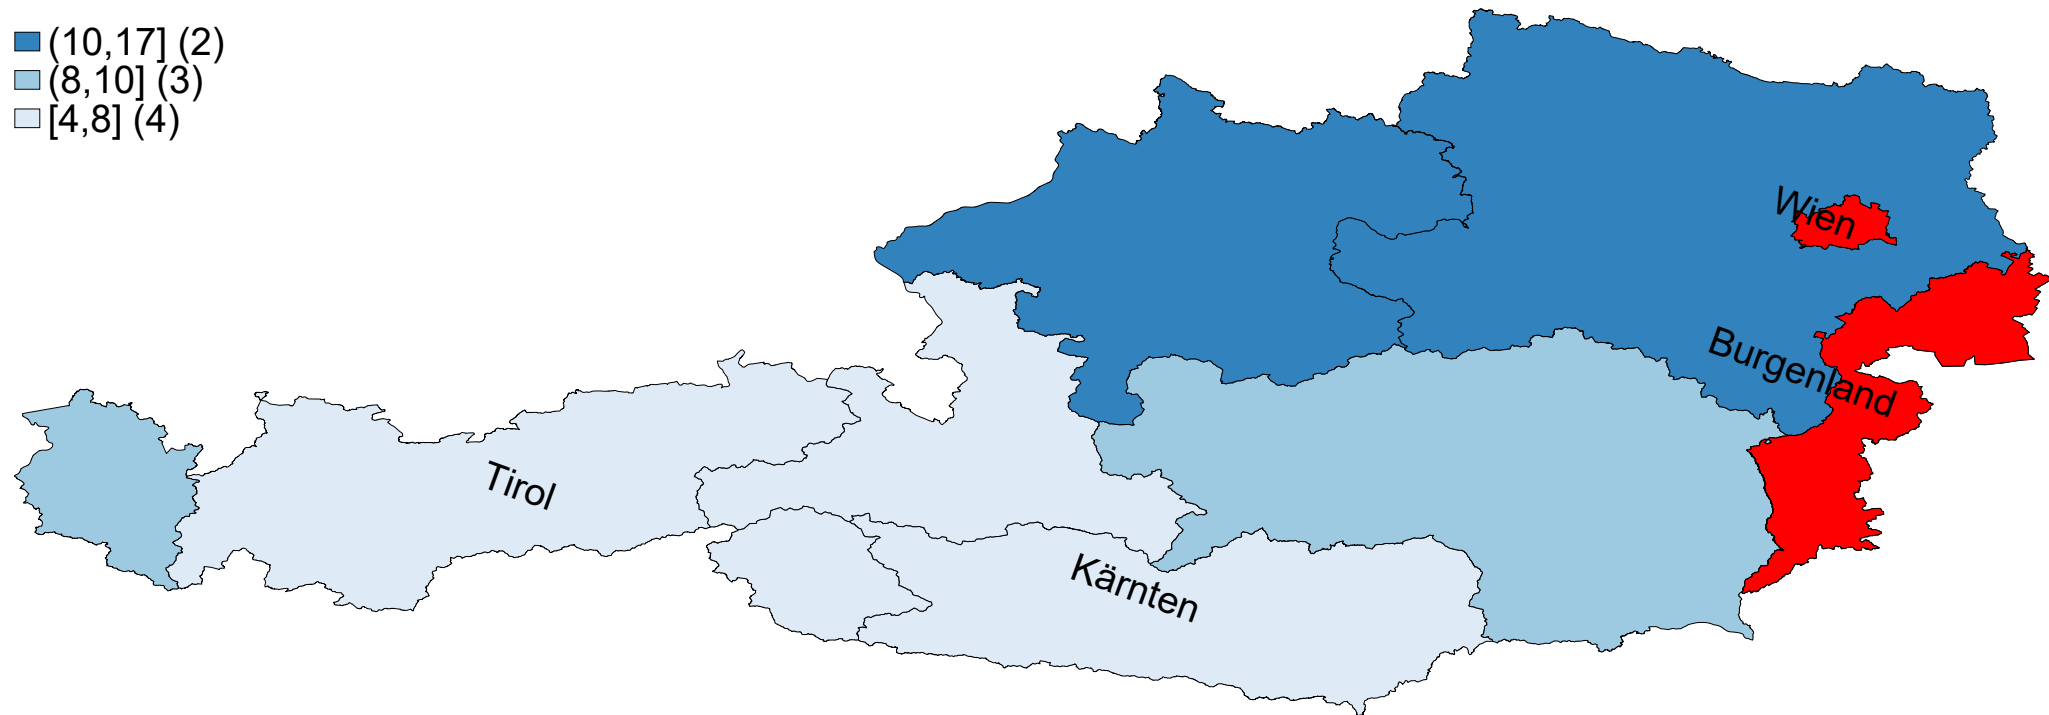 (10,17] (2)
(8,10] (3)
[4,8] (4)
Wien
Burgenland
Tirol
Kärnten